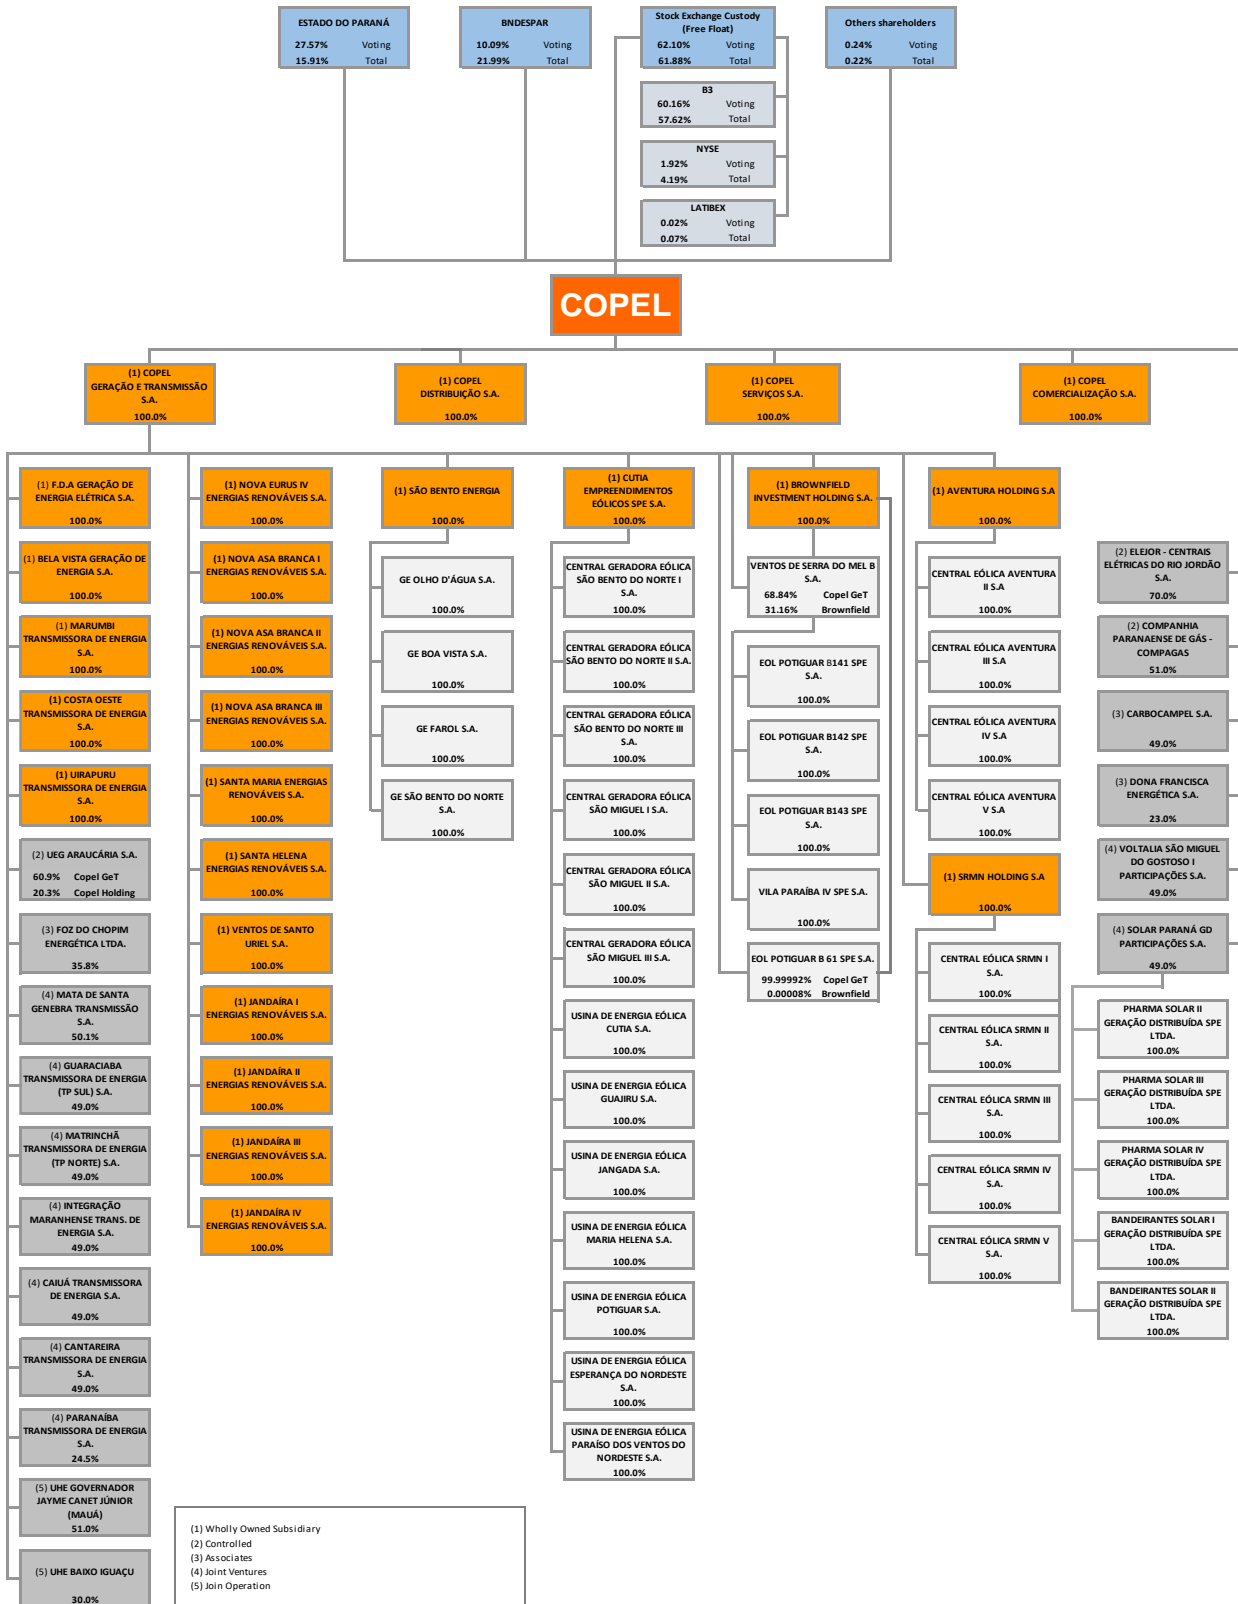 ESTADO DO PARANÁ
27.57% Voting
15.91% Total
BNDESPAR
10.09% Voting
21.99% Total
Stock Exchange Custody
(Free Float)
62.10% Voting
61.88% Total
Others shareholders
0.24% Voting
0.22% Total
B3
60.16% Voting
57.62% Total
NYSE
1.92% Voting
4.19% Total
LATIBEX
0.02% Voting
0.07% Total
COPEL
(1) COPEL
GERAÇÃO E TRANSMISSÃO
S.A.
100.0%
(1) COPEL
DISTRIBUIÇÃO S.A.
100.0%
(1) COPEL
SERVIÇOS S.A.
100.0%
(1) COPEL
COMERCIALIZAÇÃO S.A.
100.0%
(1) F.D.A GERAÇÃO DE
ENERGIA ELÉTRICA S.A.
100.0%
(1) BELA VISTA GERAÇÃO DE
ENERGIA S.A.
100.0%
(1) MARUMBI
TRANSMISSORA DE ENERGIA
S.A.
100.0%
(1) COSTA OESTE
TRANSMISSORA DE ENERGIA
S.A.
100.0%
(1) UIRAPURU
TRANSMISSORA DE ENERGIA
S.A.
100.0%
(2) UEG ARAUCÁRIA S.A.
60.9% Copel GeT
20.3% Copel Holding
(3) FOZ DO CHOPIM
ENERGÉTICA LTDA.
35.8%
(4) MATA DE SANTA
GENEBRA TRANSMISSÃO
S.A.
50.1%
(4) GUARACIABA
TRANSMISSORA DE ENERGIA
(TP SUL) S.A.
49.0%
(4) MATRINCHÃ
TRANSMISSORA DE ENERGIA
(TP NORTE) S.A.
49.0%
(4) INTEGRAÇÃO
MARANHENSE TRANS. DE
ENERGIA S.A.
49.0%
(4) CAIUÁ TRANSMISSORA
DE ENERGIA S.A.
49.0%
(4) CANTAREIRA
TRANSMISSORA DE ENERGIA
S.A.
49.0%
(4) PARANAÍBA
TRANSMISSORA DE ENERGIA
S.A.
24.5%
(5) UHE GOVERNADOR
JAYME CANET JÚNIOR
(MAUÁ)
51.0%
(5) UHE BAIXO IGUAÇU
30.0%
(1) NOVA EURUS IV
ENERGIAS RENOVÁVEIS S.A.
100.0%
(1) NOVA ASA BRANCA I
ENERGIAS RENOVÁVEIS S.A.
100.0%
(1) NOVA ASA BRANCA II
ENERGIAS RENOVÁVEIS S.A.
100.0%
(1) NOVA ASA BRANCA III
ENERGIAS RENOVÁVEIS S.A.
100.0%
(1) SANTA MARIA ENERGIAS
RENOVÁVEIS S.A.
100.0%
(1) SANTA HELENA
ENERGIAS RENOVÁVEIS S.A.
100.0%
(1) VENTOS DE SANTO
URIEL S.A.
100.0%
(1) JANDAÍRA I
ENERGIAS RENOVÁVEIS S.A.
100.0%
(1) JANDAÍRA II
ENERGIAS RENOVÁVEIS S.A.
100.0%
(1) JANDAÍRA III
ENERGIAS RENOVÁVEIS S.A.
100.0%
(1) JANDAÍRA IV
ENERGIAS RENOVÁVEIS S.A.
100.0%
(1) SÃO BENTO ENERGIA
100.0%
GE OLHO D'ÁGUA S.A.
100.0%
GE BOA VISTA S.A.
100.0%
GE FAROL S.A.
100.0%
GE SÃO BENTO DO NORTE
S.A.
100.0%
(1) CUTIA
EMPREENDIMENTOS
EÓLICOS SPE S.A.
100.0%
CENTRAL GERADORA EÓLICA
SÃO BENTO DO NORTE I
S.A.
100.0%
CENTRAL GERADORA EÓLICA
SÃO BENTO DO NORTE II S.A.
100.0%
CENTRAL GERADORA EÓLICA
SÃO BENTO DO NORTE III
S.A.
100.0%
CENTRAL GERADORA EÓLICA
SÃO MIGUEL I S.A.
100.0%
CENTRAL GERADORA EÓLICA
SÃO MIGUEL II S.A.
100.0%
CENTRAL GERADORA EÓLICA
SÃO MIGUEL III S.A.
100.0%
USINA DE ENERGIA EÓLICA
CUTIA S.A.
100.0%
USINA DE ENERGIA EÓLICA
GUAJIRU S.A.
100.0%
USINA DE ENERGIA EÓLICA
JANGADA S.A.
100.0%
USINA DE ENERGIA EÓLICA
MARIA HELENA S.A.
100.0%
USINA DE ENERGIA EÓLICA
POTIGUAR S.A.
100.0%
USINA DE ENERGIA EÓLICA
ESPERANÇA DO NORDESTE
S.A.
100.0%
USINA DE ENERGIA EÓLICA
PARAÍSO DOS VENTOS DO
NORDESTE S.A.
100.0%
(1) BROWNFIELD
INVESTMENT HOLDING S.A.
100.0%
VENTOS DE SERRA DO MEL B
S.A.
68.84% Copel GeT
31.16% Brownfield
EOL POTIGUAR B141 SPE
S.A.
100.0%
EOL POTIGUAR B142 SPE
S.A.
100.0%
EOL POTIGUAR B143 SPE
S.A.
100.0%
VILA PARAÍBA IV SPE S.A.
100.0%
EOL POTIGUAR B 61 SPE S.A.
99.99992% Copel GeT
0.00008% Brownfield
(1) AVENTURA HOLDING S.A
100.0%
CENTRAL EÓLICA AVENTURA
II S.A
100.0%
CENTRAL EÓLICA AVENTURA
III S.A
100.0%
CENTRAL EÓLICA AVENTURA
IV S.A
100.0%
CENTRAL EÓLICA AVENTURA
V S.A
100.0%
(1) SRMN HOLDING S.A
100.0%
CENTRAL EÓLICA SRMN I
S.A.
100.0%
CENTRAL EÓLICA SRMN II
S.A.
100.0%
CENTRAL EÓLICA SRMN III
S.A.
100.0%
CENTRAL EÓLICA SRMN IV
S.A.
100.0%
CENTRAL EÓLICA SRMN V
S.A.
100.0%
(2) ELEJOR - CENTRAIS
ELÉTRICAS DO RIO JORDÃO
S.A.
70.0%
(2) COMPANHIA
PARANAENSE DE GÁS -
COMPAGAS
51.0%
(3) CARBOCAMPEL S.A.
49.0%
(3) DONA FRANCISCA
ENERGÉTICA S.A.
23.0%
(4) VOLTALIA SÃO MIGUEL
DO GOSTOSO I
PARTICIPAÇÕES S.A.
49.0%
(4) SOLAR PARANÁ GD
PARTICIPAÇÕES S.A.
49.0%
PHARMA SOLAR II
GERAÇÃO DISTRIBUÍDA SPE
LTDA.
100.0%
PHARMA SOLAR III
GERAÇÃO DISTRIBUÍDA SPE
LTDA.
100.0%
PHARMA SOLAR IV
GERAÇÃO DISTRIBUÍDA SPE
LTDA.
100.0%
BANDEIRANTES SOLAR I
GERAÇÃO DISTRIBUÍDA SPE
LTDA.
100.0%
BANDEIRANTES SOLAR II
GERAÇÃO DISTRIBUÍDA SPE
LTDA.
100.0%
(1) Wholly Owned Subsidiary
(2) Controlled
(3) Associates
(4) Joint Ventures
(5) Join Operation